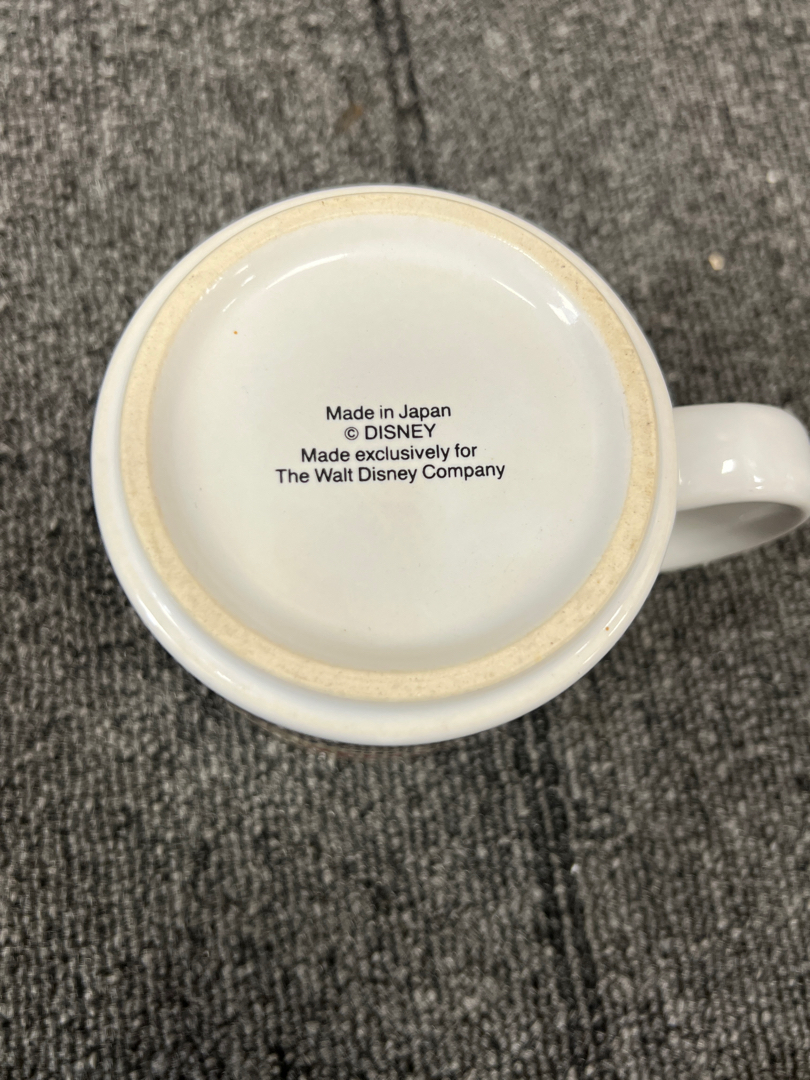 Made in Japan
© DISNEY
Made exclusively for
The Walt Disney Company